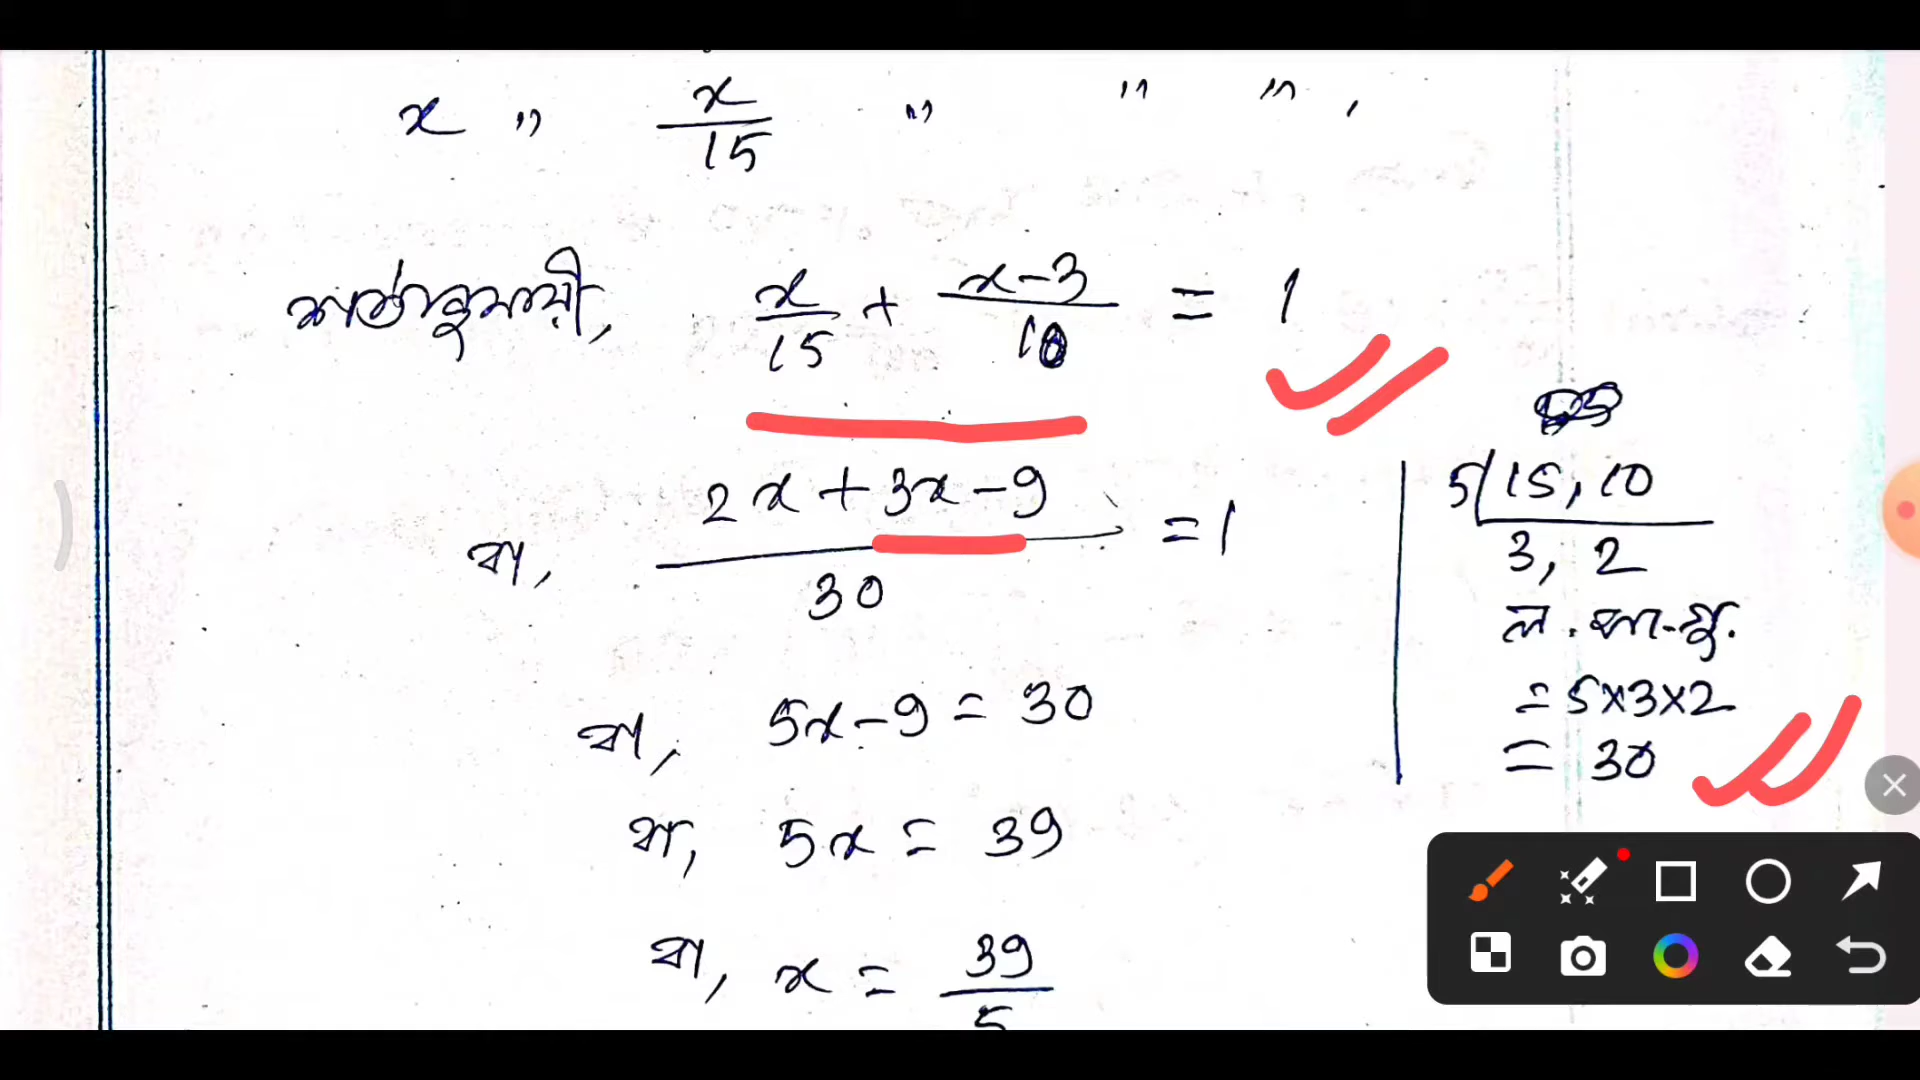 x " x/15 " " " ,
শর্তানুযায়ী, x/15 + x-3/10 = 1
বা, 2x+3x-9/30 = 1
বা, 5x-9 = 30
বা, 5x = 39
বা, x = 39/5
5 15, 10
3, 2
ল.সা.গু.
= 5×3×2
= 30